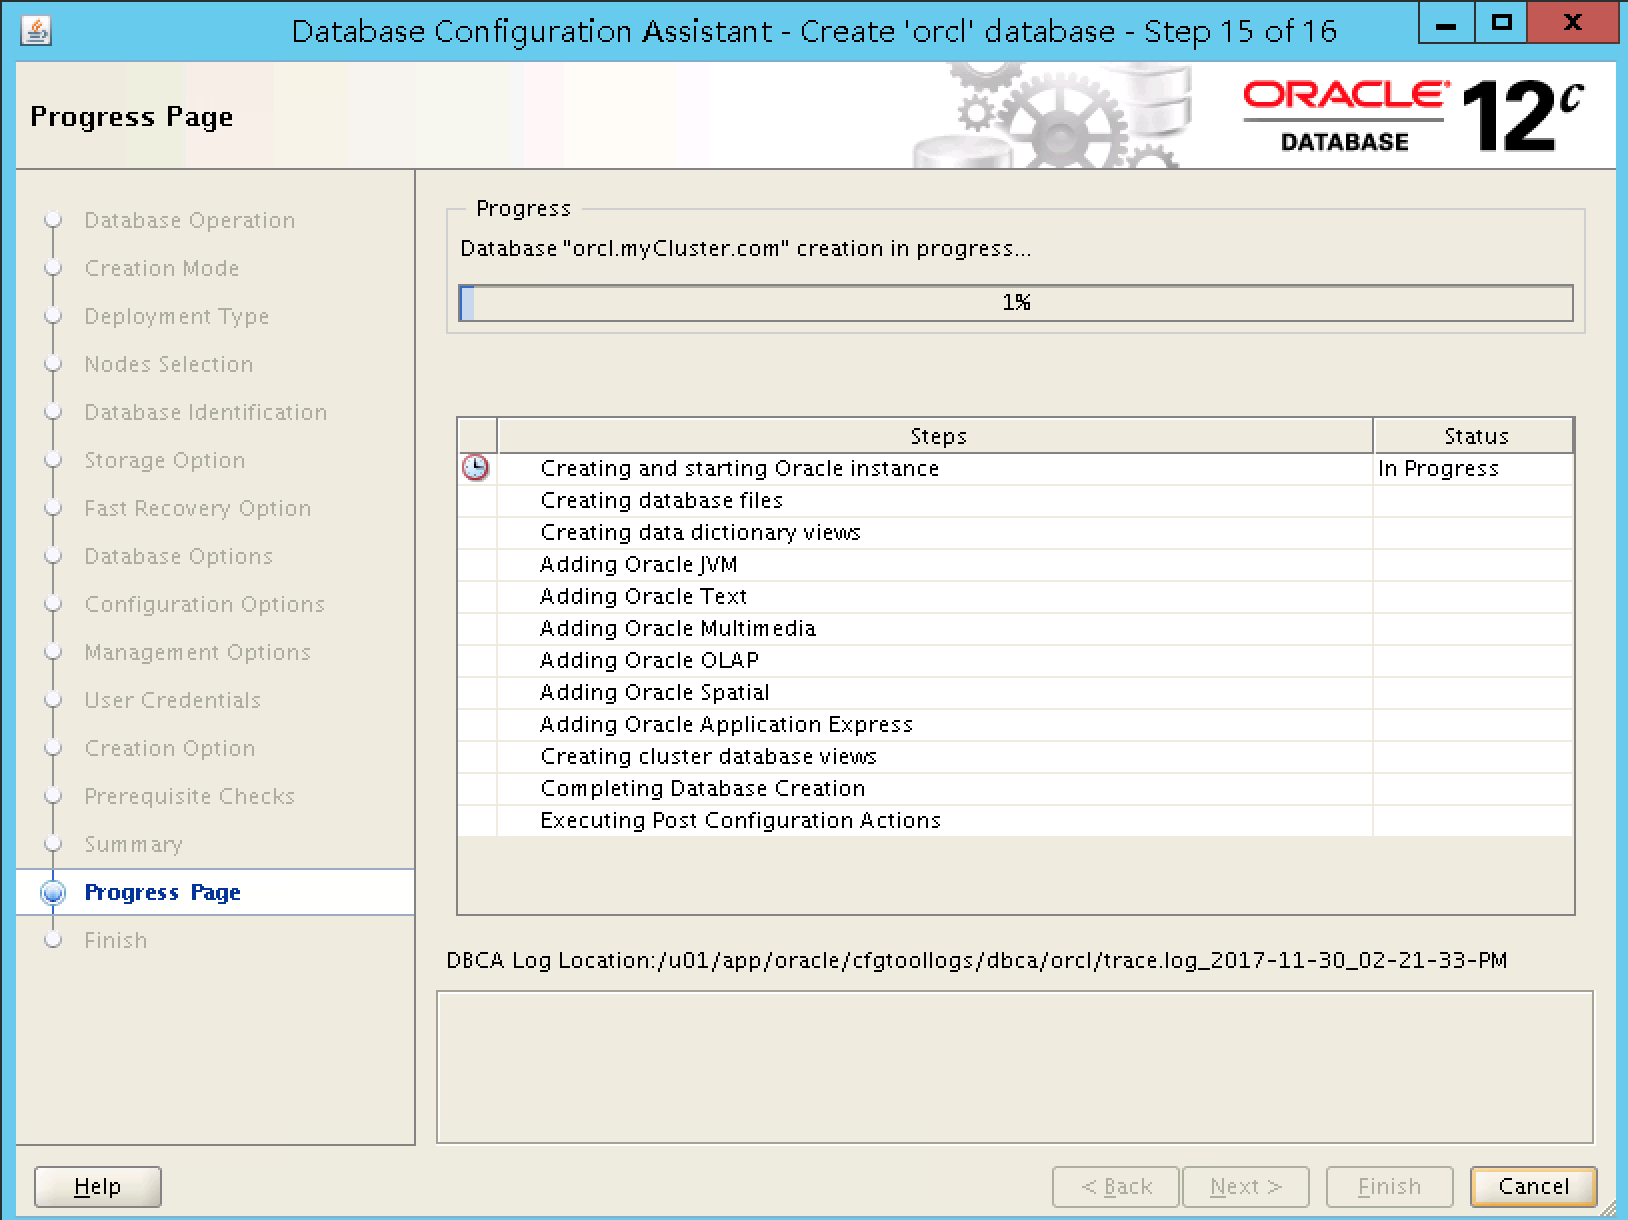 Database Configuration Assistant - Create 'orcl' database - Step 15 of 16
Progress Page
ORACLE
DATABASE
12c
Database Operation
Creation Mode
Deployment Type
Nodes Selection
Database Identification
Storage Option
Fast Recovery Option
Database Options
Configuration Options
Management Options
User Credentials
Creation Option
Prerequisite Checks
Summary
Progress Page
Finish
Progress
Database "orcl.myCluster.com" creation in progress...
1%
Steps Status
Creating and starting Oracle instance In Progress
Creating database files
Creating data dictionary views
Adding Oracle JVM
Adding Oracle Text
Adding Oracle Multimedia
Adding Oracle OLAP
Adding Oracle Spatial
Adding Oracle Application Express
Creating cluster database views
Completing Database Creation
Executing Post Configuration Actions
DBCA Log Location:/u01/app/oracle/cfgtoollogs/dbca/orcl/trace.log_2017-11-30_02-21-33-PM
Help
< Back
Next >
Finish
Cancel